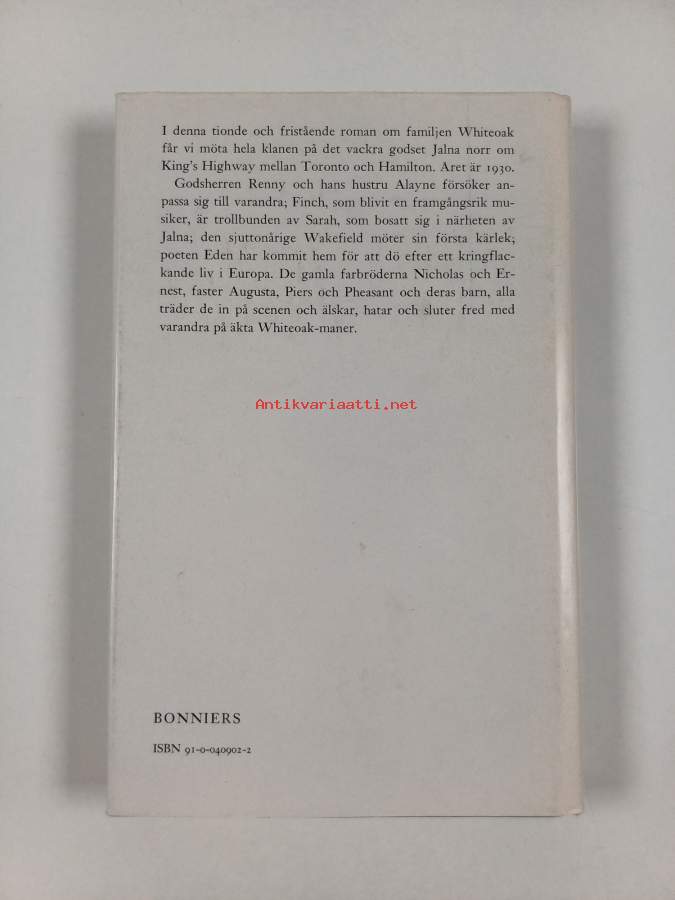 I denna tionde och fristående roman om familjen Whiteoak
får vi möta hela klanen på det vackra godset Jalna norr om
King's Highway mellan Toronto och Hamilton. Aret är 1930.
Godsherren Renny och hans hustru Alayne försöker an-
passa sig till varandra; Finch, som blivit en framgångsrik mu-
siker, är trollbunden av Sarah, som bosatt sig i närheten av
Jalna; den sjuttonårige Wakefield möter sin första kärlek;
poeten Eden har kommit hem för att dö efter ett kringflac-
kande liv i Europa. De gamla farbröderna Nicholas och Er-
nest, faster Augusta, Piers och Pheasant och deras barn, alla
träder de in på scenen och älskar, hatar och sluter fred med
varandra på äkta Whiteoak-maner.
Antikvariaatti.net
BONNIERS
ISBN 91-0-040902-2